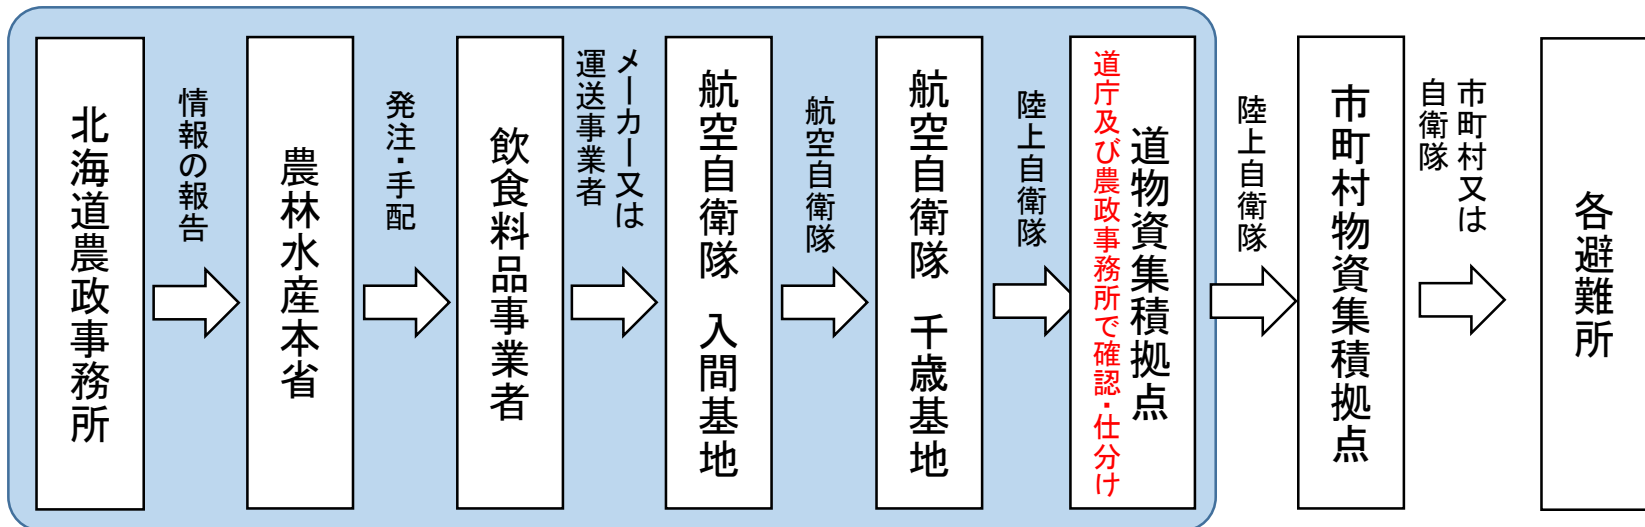 北海道農政事務所
情報の報告
農林水産本省
発注・手配
飲食料品事業者
メーカー又は
運送事業者
航空自衛隊 入間基地
航空自衛隊
航空自衛隊 千歳基地
陸上自衛隊
道物資集積拠点
道庁及び農政事務所で確認・仕分け
陸上自衛隊
市町村物資集積拠点
市町村又は
自衛隊
各避難所